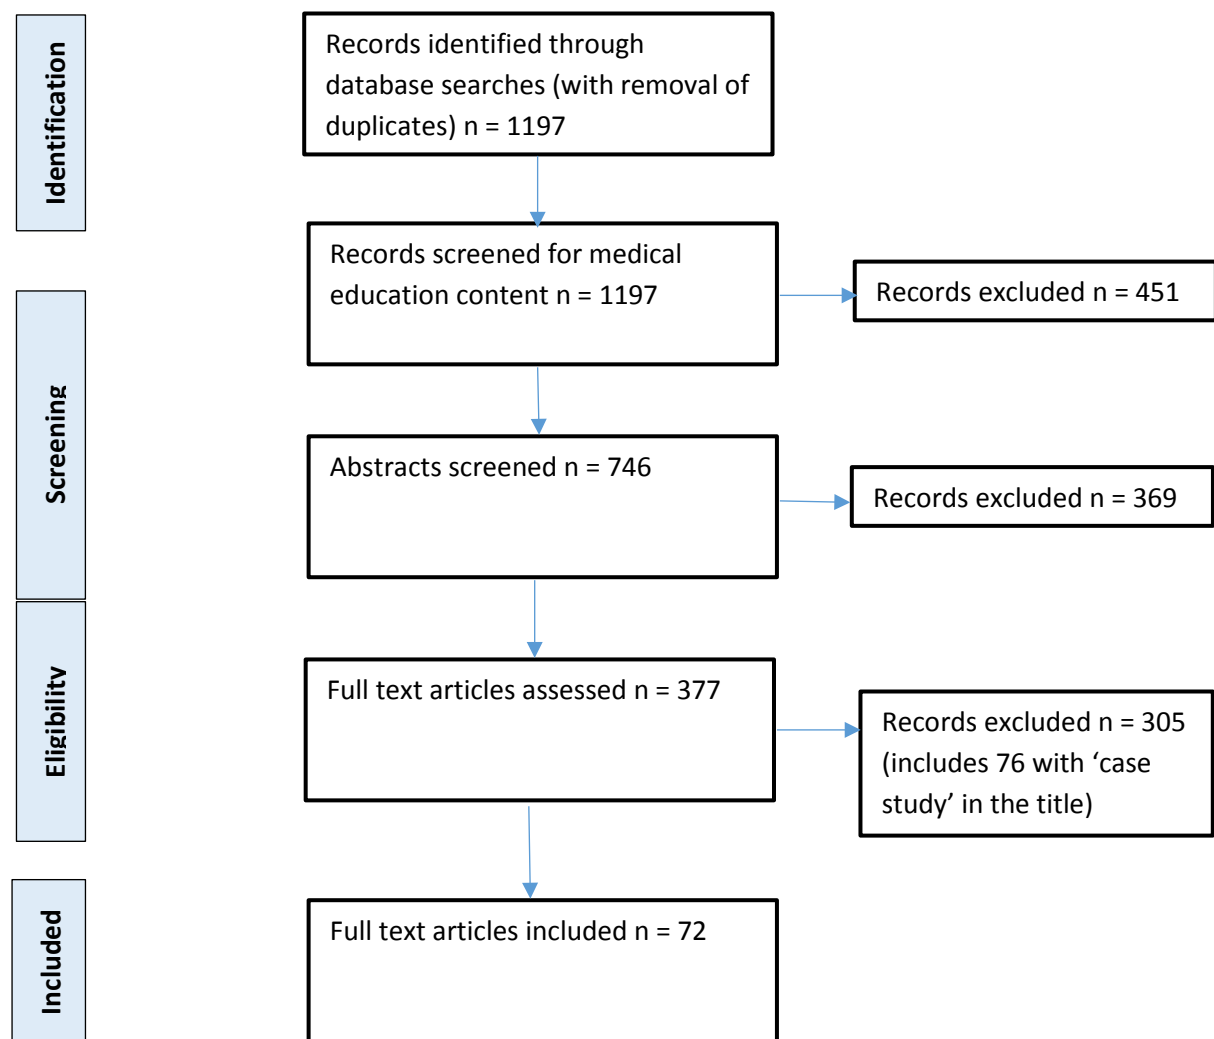 Identification
Records identified through
database searches (with removal of
duplicates) n = 1197
Records screened for medical
education content n = 1197
Records excluded n = 451
Screening
Abstracts screened n = 746
Records excluded n = 369
Eligibility
Full text articles assessed n = 377
Records excluded n = 305
(includes 76 with ‘case
study’ in the title)
Included
Full text articles included n = 72